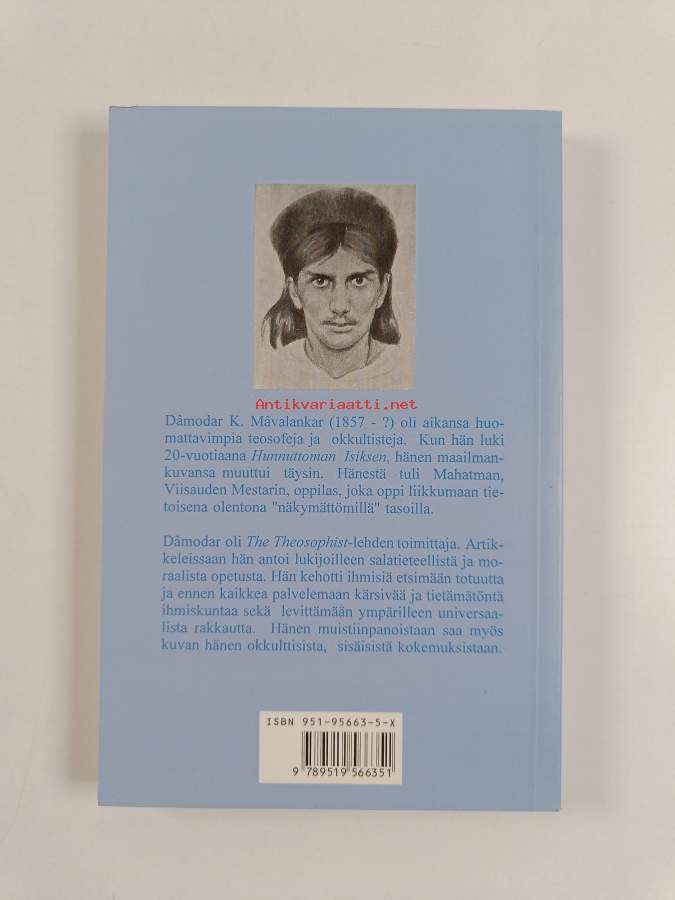 Antikvariaatti.net
Dâmodar K. Mâvalankar (1857 - ?) oli aikansa huo-
mattavimpia teosofeja ja okkultisteja. Kun hän luki
20-vuotiaana Hunnuttoman Isiksen, hänen maailman-
kuvansa muuttui täysin. Hänestä tuli Mahatman,
Viisauden Mestarin, oppilas, joka oppi liikkumaan tie-
toisena olentona "näkymättömillä" tasoilla.
Dâmodar oli The Theosophist-lehden toimittaja. Artik-
keleissaan hän antoi lukijoilleen salatieteellistä ja mo-
raalista opetusta. Hän kehotti ihmisiä etsimään totuutta
ja ennen kaikkea palvelemaan kärsivää ja tietämätöntä
ihmiskuntaa sekä levittämään ympärilleen universaa-
lista rakkautta. Hänen muistiinpanoistaan saa myös
kuvan hänen okkulttisista, sisäisistä kokemuksistaan.
ISBN 951-95663-5-X
9 789519 566351